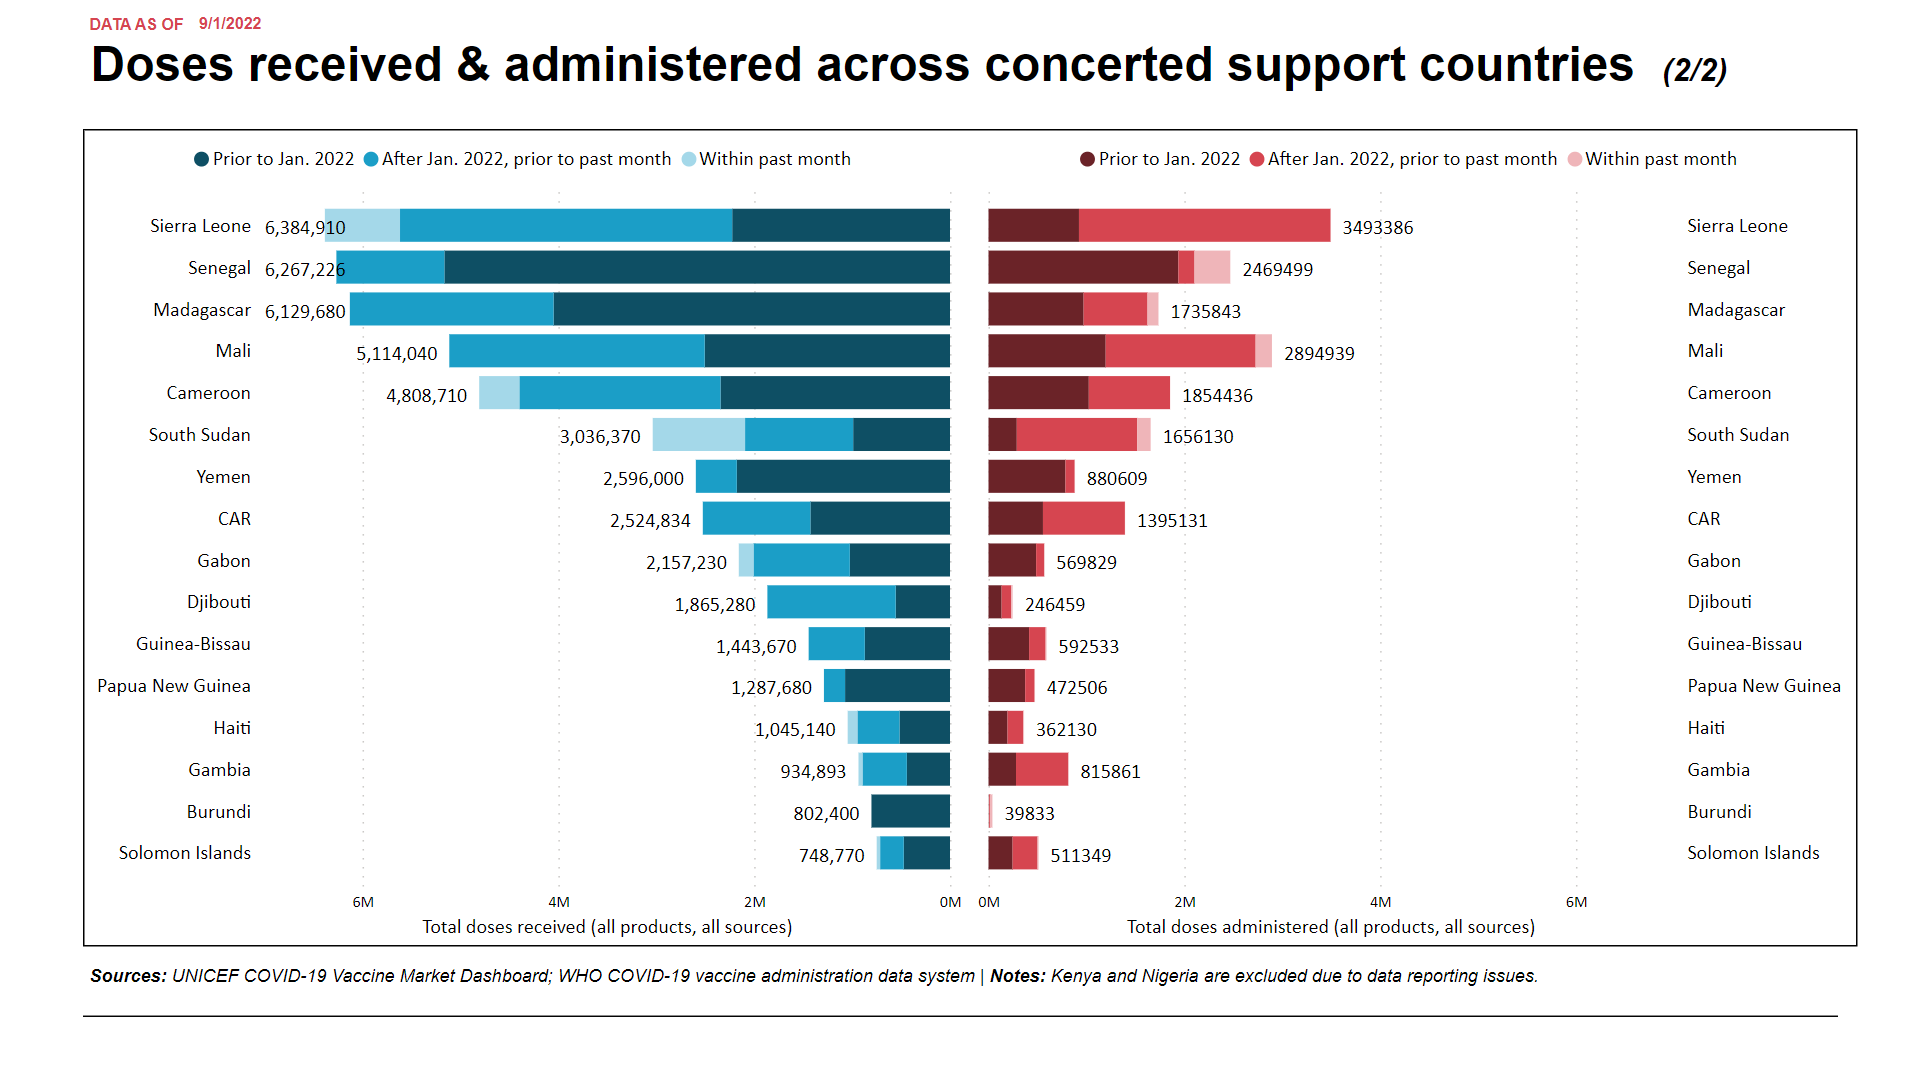 DATA AS OF 9/1/2022
Doses received & administered across concerted support countries (2/2)
Prior to Jan. 2022 After Jan. 2022, prior to past month Within past month
Prior to Jan. 2022 After Jan. 2022, prior to past month Within past month
Sierra Leone 6,384,910 3493386 Sierra Leone
Senegal 6,267,226 2469499 Senegal
Madagascar 6,129,680 1735843 Madagascar
Mali 5,114,040 2894939 Mali
Cameroon 4,808,710 1854436 Cameroon
South Sudan 3,036,370 1656130 South Sudan
Yemen 2,596,000 880609 Yemen
CAR 2,524,834 1395131 CAR
Gabon 2,157,230 569829 Gabon
Djibouti 1,865,280 246459 Djibouti
Guinea-Bissau 1,443,670 592533 Guinea-Bissau
Papua New Guinea 1,287,680 472506 Papua New Guinea
Haiti 1,045,140 362130 Haiti
Gambia 934,893 815861 Gambia
Burundi 802,400 39833 Burundi
Solomon Islands 748,770 511349 Solomon Islands
6M 4M 2M 0M 0M 2M 4M 6M
Total doses received (all products, all sources) Total doses administered (all products, all sources)
Sources: UNICEF COVID-19 Vaccine Market Dashboard; WHO COVID-19 vaccine administration data system | Notes: Kenya and Nigeria are excluded due to data reporting issues.